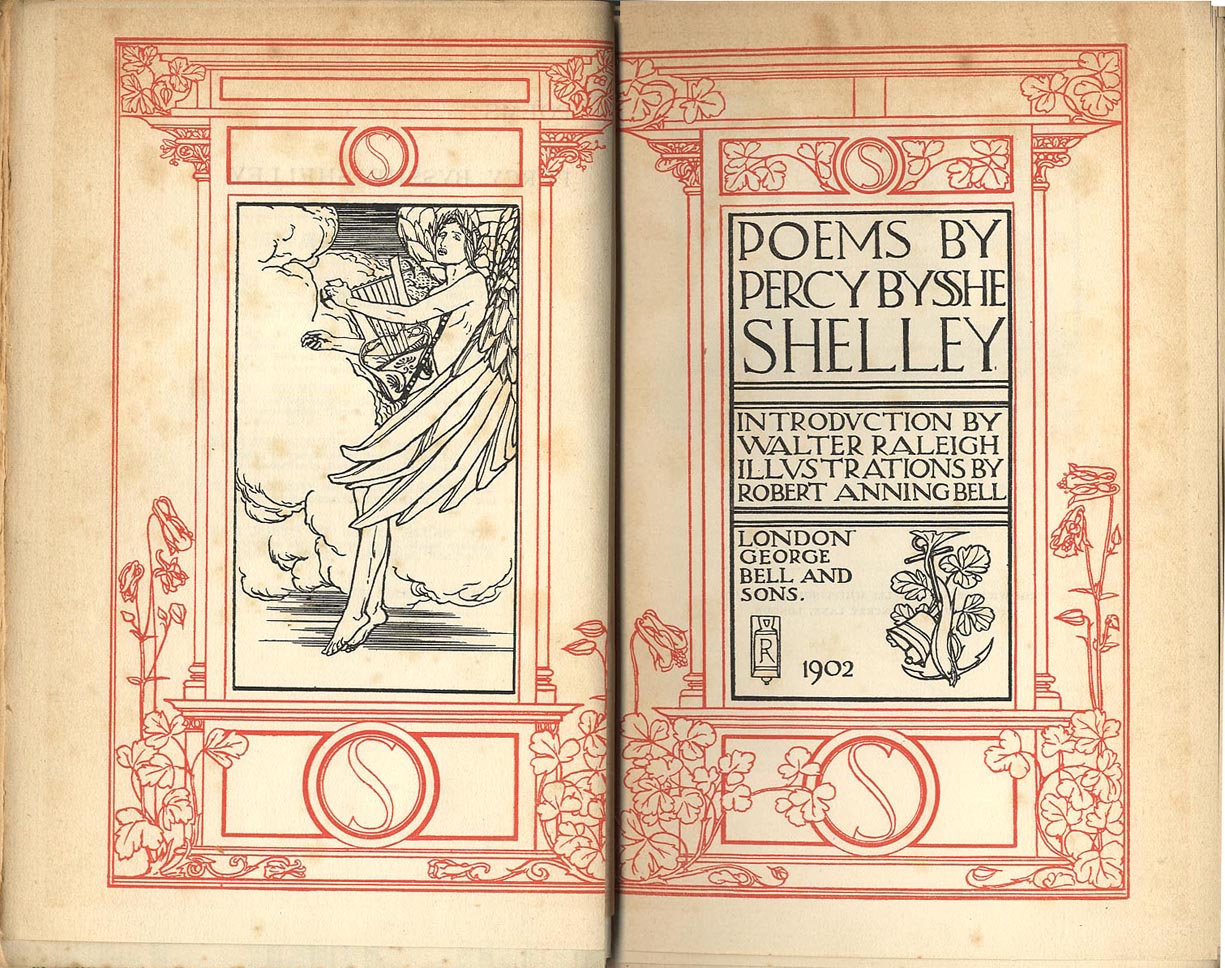 S
S
S
POEMS BY
PERCY BYSSHE
SHELLEY
INTRODVCTION BY
WALTER RALEIGH
ILLVSTRATIONS BY
ROBERT ANNING BELL
LONDON
GEORGE
BELL AND
SONS.
R
1902
S